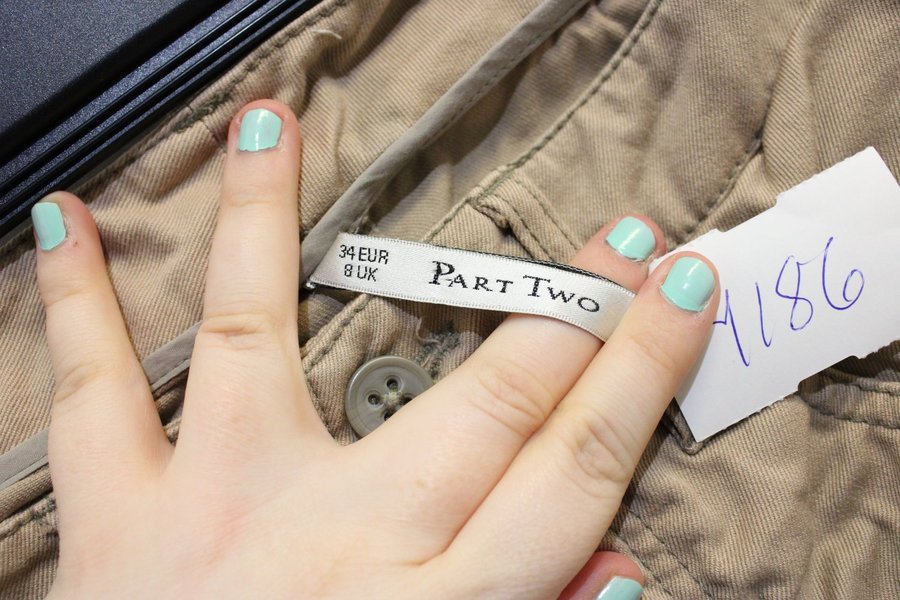 34 EUR
8 UK
PART TWO
4186